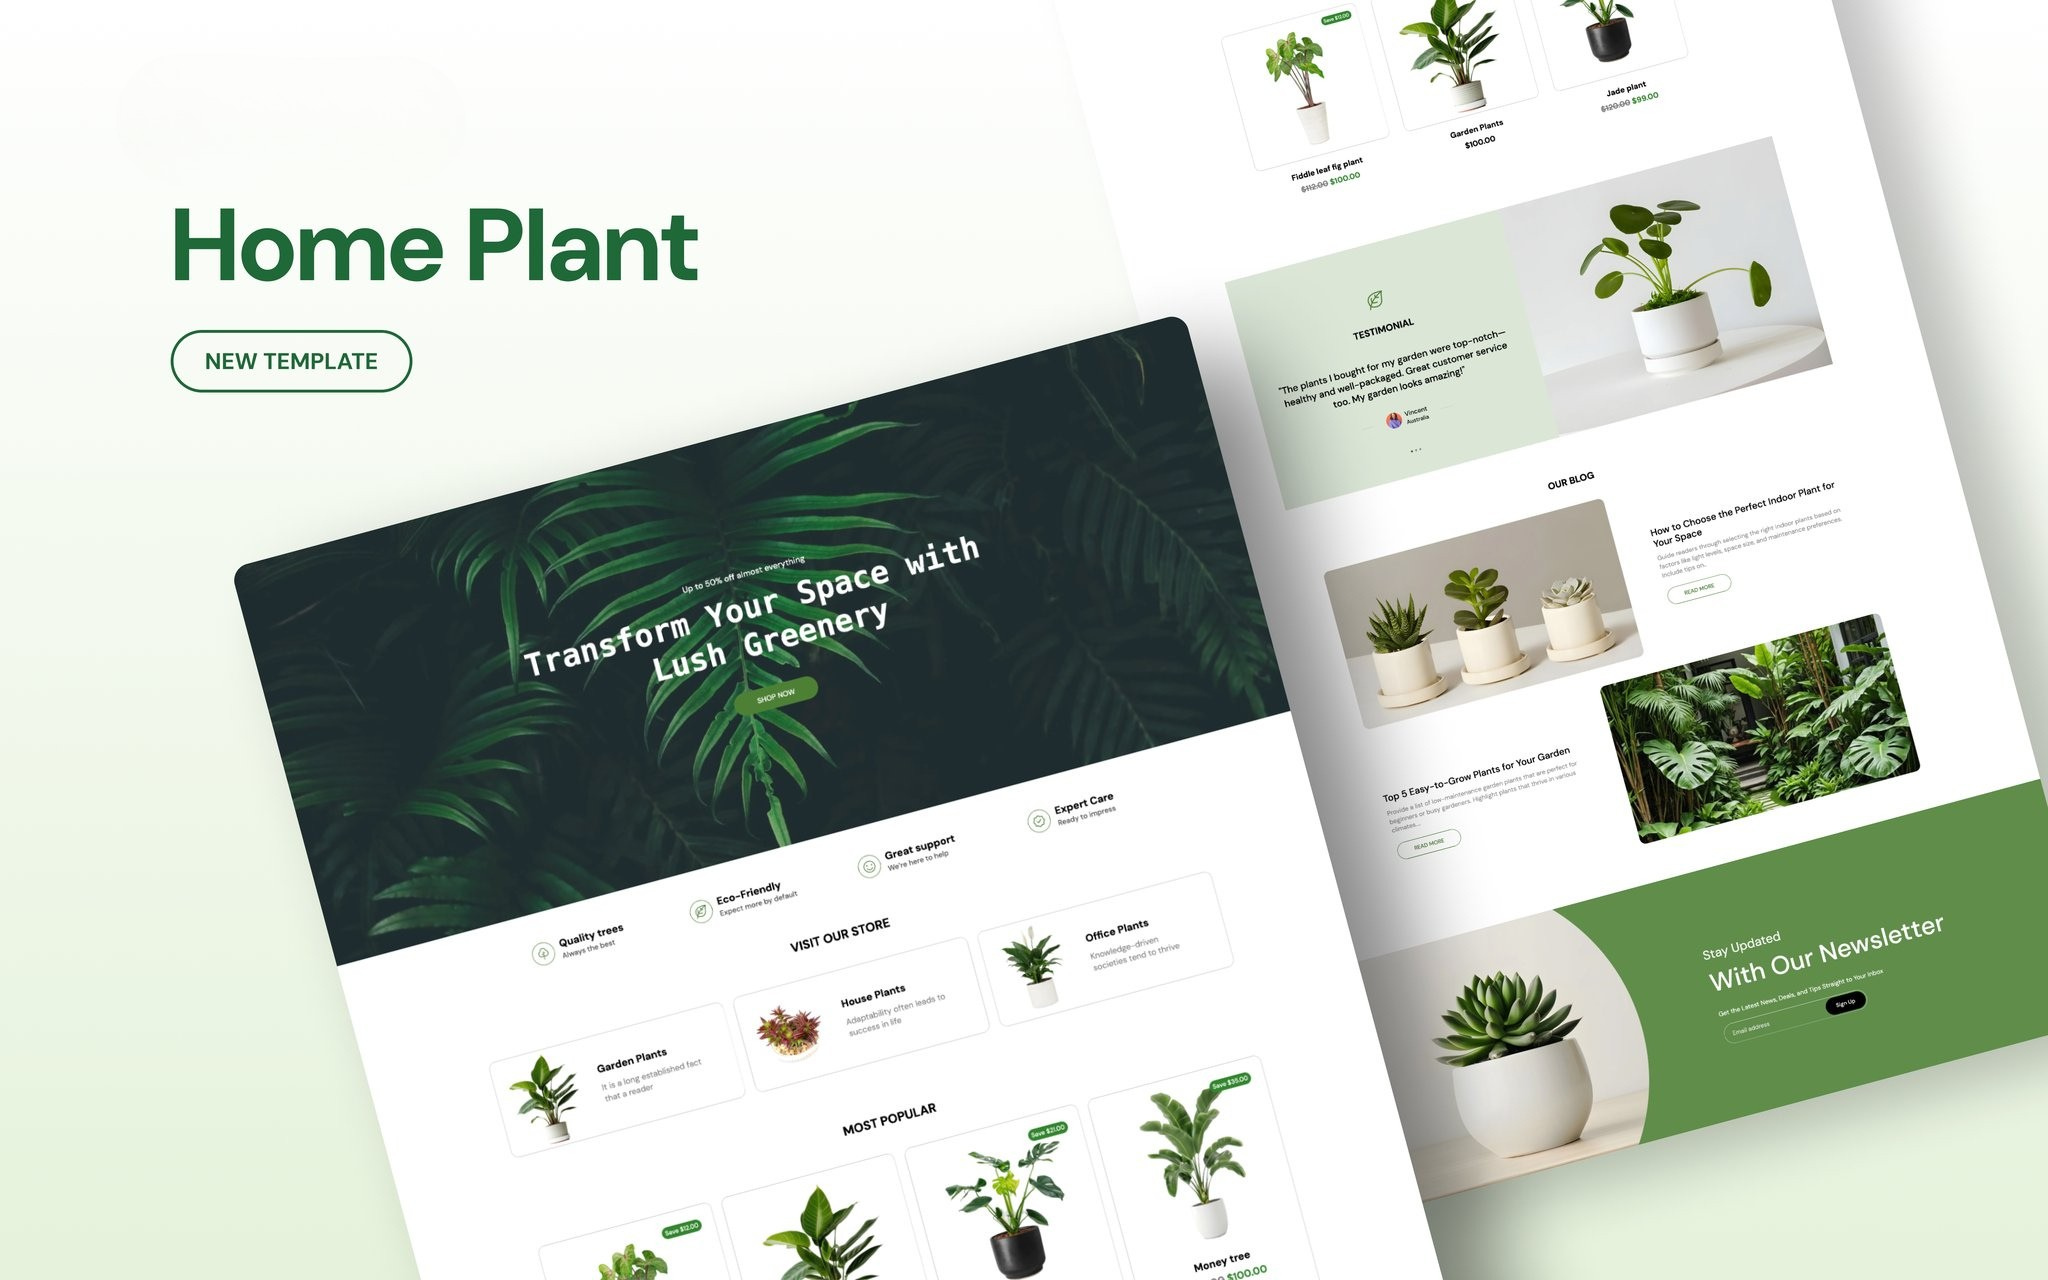 Home Plant
NEW TEMPLATE
Up to 50% off almost everything
Transform Your Space with
Lush Greenery
SHOP NOW
Quality trees
Always the best
Eco-Friendly
Expect more by default
Great support
We're here to help
Expert Care
Ready to impress
VISIT OUR STORE
Garden Plants
It is a long established fact
that a reader
House Plants
Adaptability often leads to
success in life
Office Plants
Knowledge-driven
societies tend to thrive
MOST POPULAR
Save $12.00
Save $21.00
Save $35.00
Money tree
$100.00
Save $12.00
Fiddle leaf fig plant
$112.00 $100.00
Garden Plants
$100.00
Jade plant
$120.00 $99.00
TESTIMONIAL
"The plants I bought for my garden were top-notch—
healthy and well-packaged. Great customer service
too. My garden looks amazing!"
Vincent
Australia
OUR BLOG
How to Choose the Perfect Indoor Plant for
Your Space
Guide readers through selecting the right indoor plants based on
factors like light levels, space size, and maintenance preferences.
Include tips on..
READ MORE
Top 5 Easy-to-Grow Plants for Your Garden
Provide a list of low-maintenance garden plants that are perfect for
beginners or busy gardeners. Highlight plants that thrive in various
climates...
READ MORE
Stay Updated
With Our Newsletter
Get the Latest News, Deals, and Tips Straight to Your Inbox
Email address
Sign Up